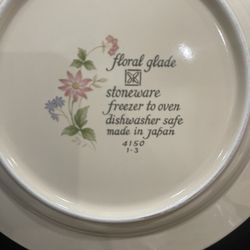 floral glade
stoneware
freezer to oven
dishwasher safe
made in japan
4150
1-3